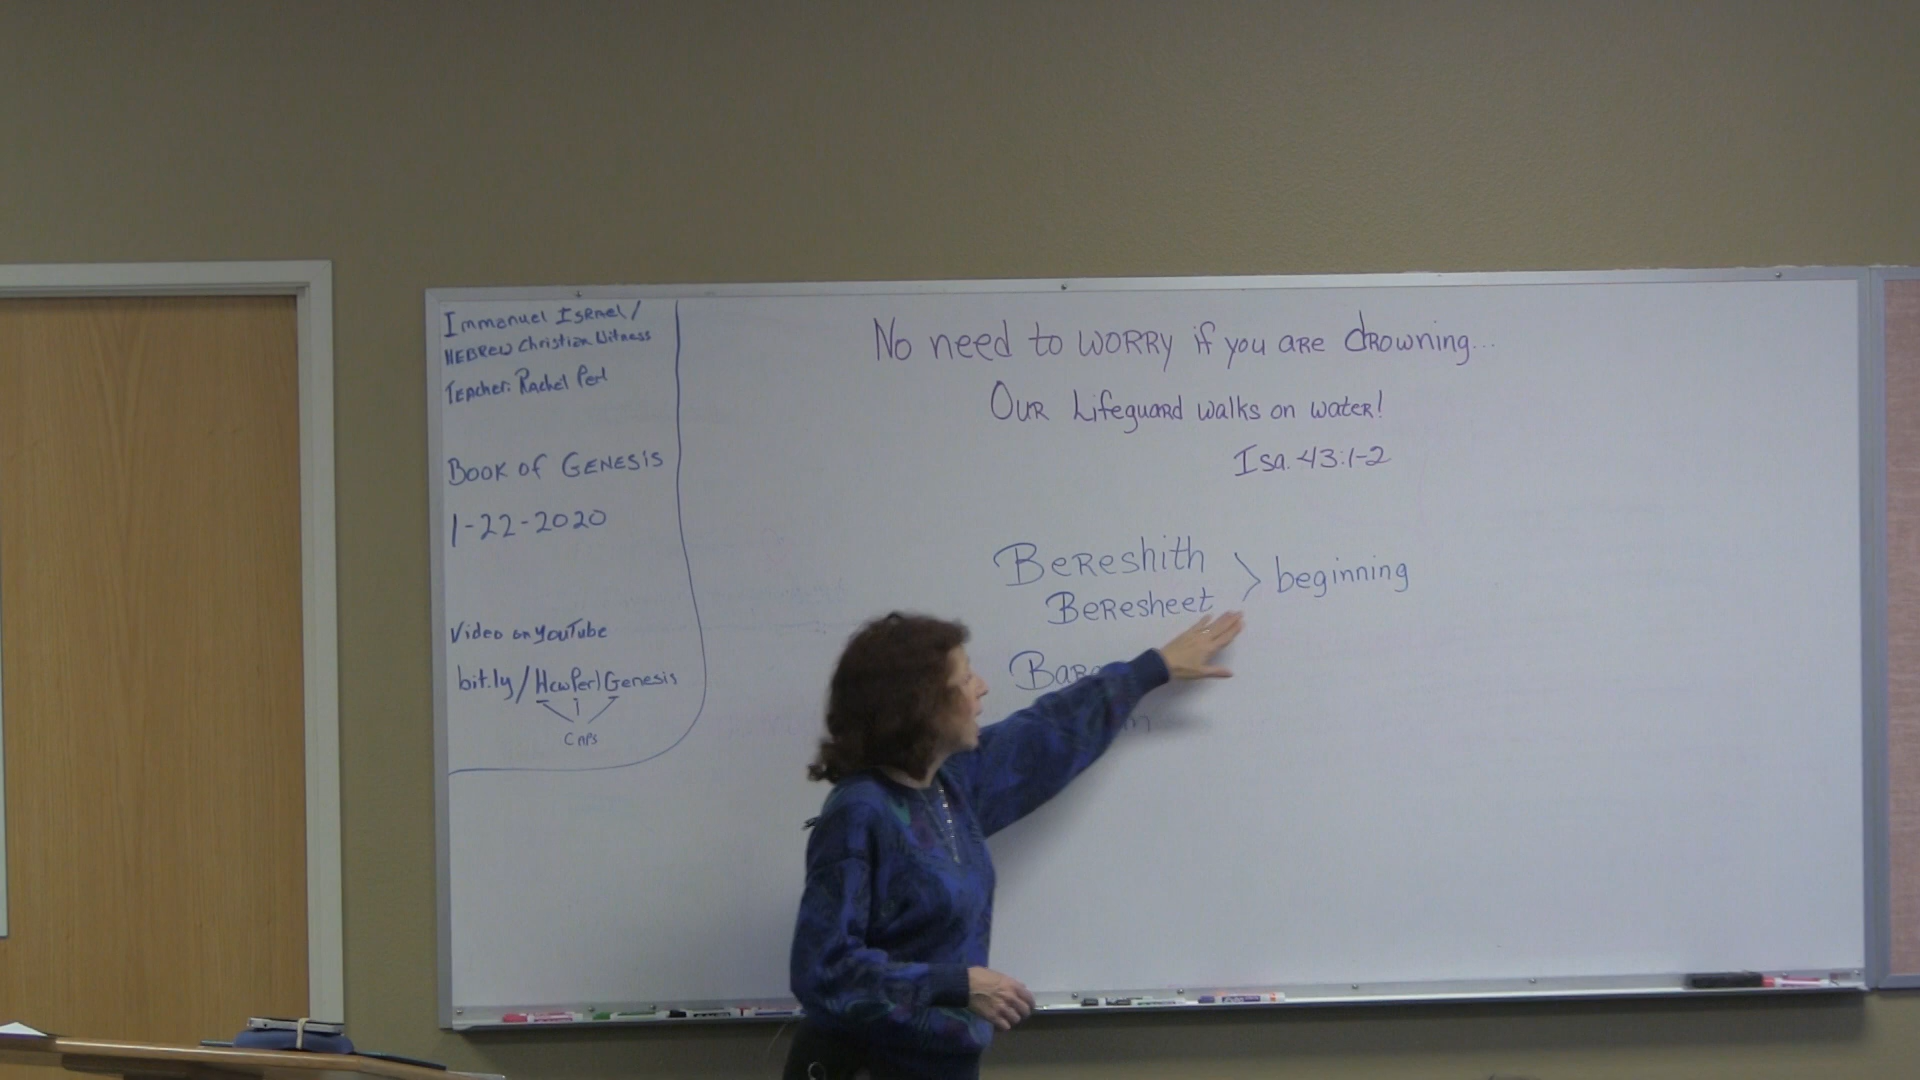 Immanuel Israel/
Hebrew Christian Witness
Teacher: Rachel Perl
Book of Genesis
1-22-2020
Video on YouTube
bit.ly/HcwPerlGenesis
CAPS
No need to WORRY if you are drowning...
Our Lifeguard walks on water!
Isa. 43:1-2
Bereshith
Beresheet > beginning